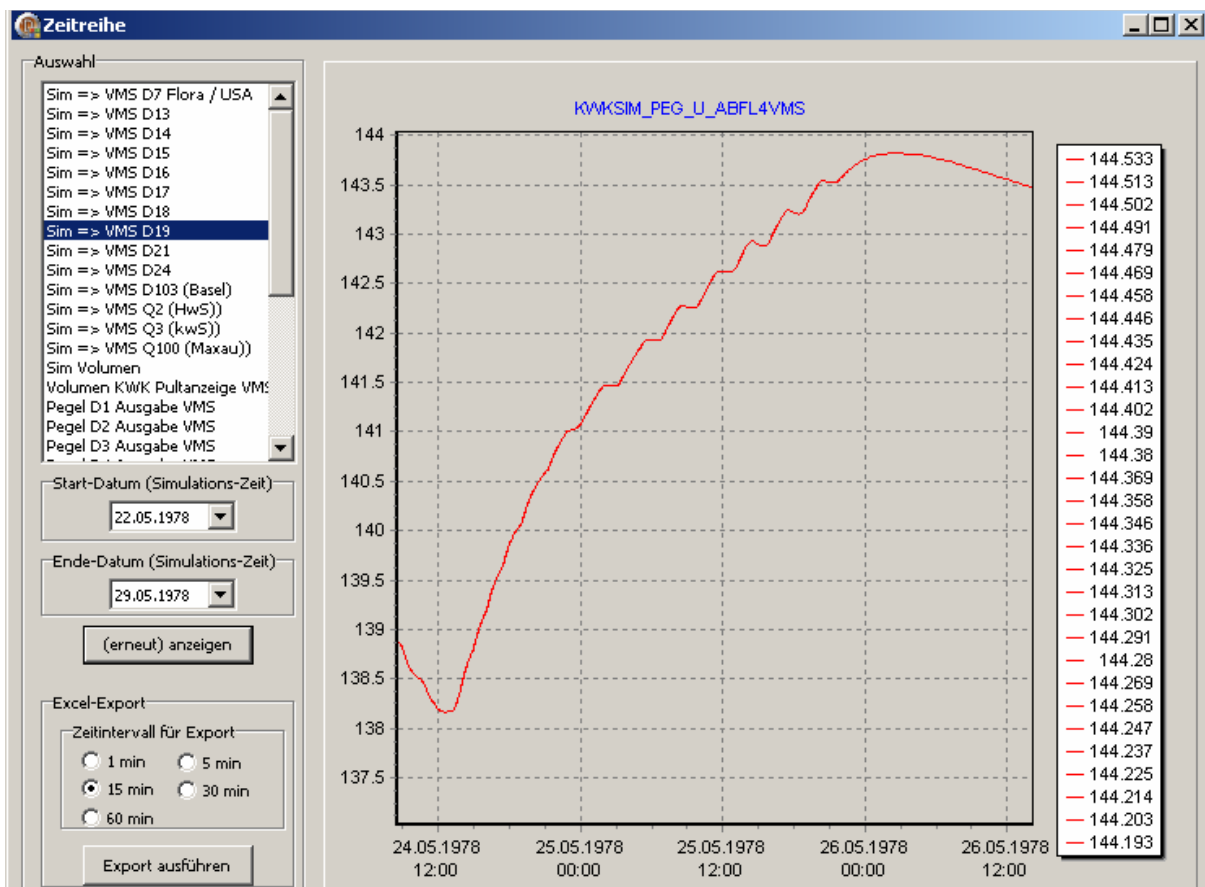 Zeitreihe
Auswahl
Sim => VMS D7 Flora / USA
Sim => VMS D13
Sim => VMS D14
Sim => VMS D15
Sim => VMS D16
Sim => VMS D17
Sim => VMS D18
Sim => VMS D19
Sim => VMS D21
Sim => VMS D24
Sim => VMS D103 (Basel)
Sim => VMS Q2 (HwS))
Sim => VMS Q3 (kwS))
Sim => VMS Q100 (Maxau))
Sim Volumen
Volumen KWK Pultanzeige VMS
Pegel D1 Ausgabe VMS
Pegel D2 Ausgabe VMS
Pegel D3 Ausgabe VMS
Start-Datum (Simulations-Zeit)
22.05.1978
Ende-Datum (Simulations-Zeit)
29.05.1978
(erneut) anzeigen
Excel-Export
Zeitintervall für Export
1 min 5 min
15 min 30 min
60 min
Export ausführen
KWKSIM_PEG_U_ABFL4VMS
144
143.5
143
142.5
142
141.5
141
140.5
140
139.5
139
138.5
138
137.5
24.05.1978 25.05.1978 25.05.1978 26.05.1978 26.05.1978
12:00 00:00 12:00 00:00 12:00
144.533
144.513
144.502
144.491
144.479
144.469
144.458
144.446
144.435
144.424
144.413
144.402
144.39
144.38
144.369
144.358
144.346
144.336
144.325
144.313
144.302
144.291
144.28
144.269
144.258
144.247
144.237
144.225
144.214
144.203
144.193